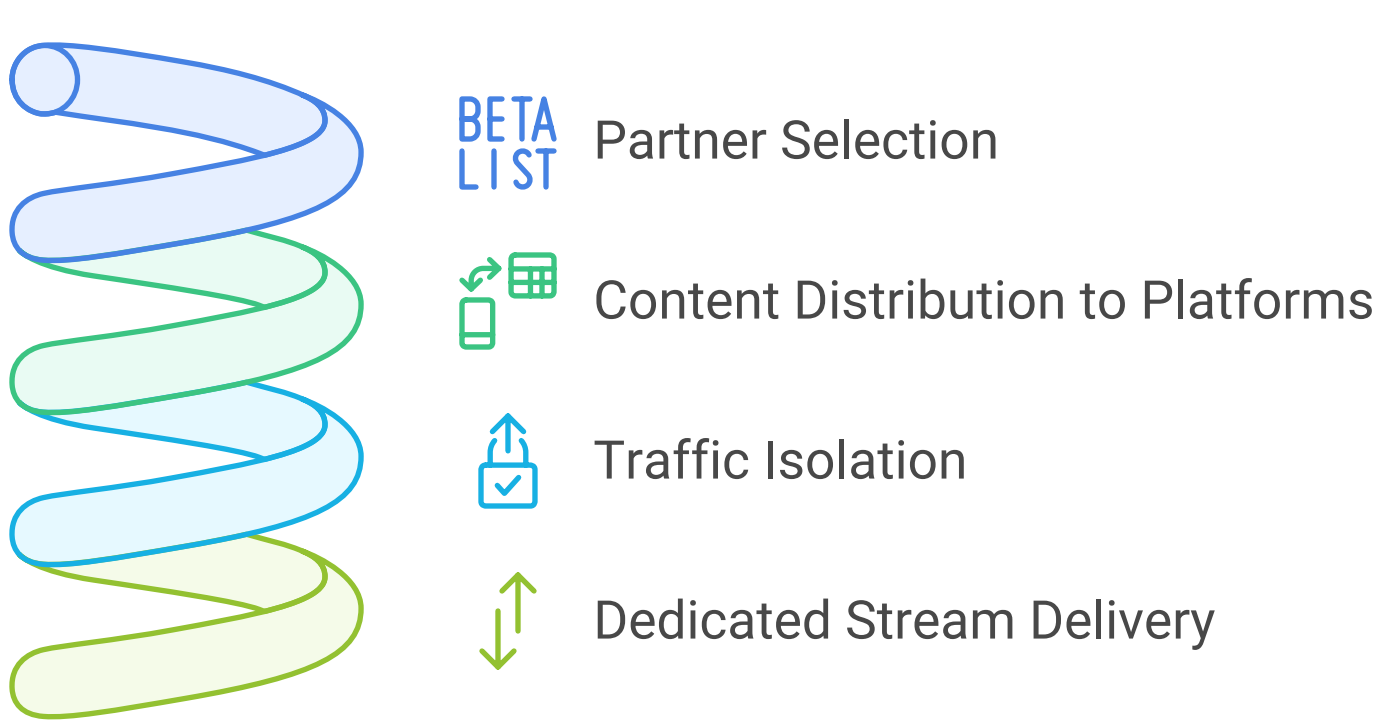 BETA
LIST
Partner Selection
Content Distribution to Platforms
Traffic Isolation
Dedicated Stream Delivery